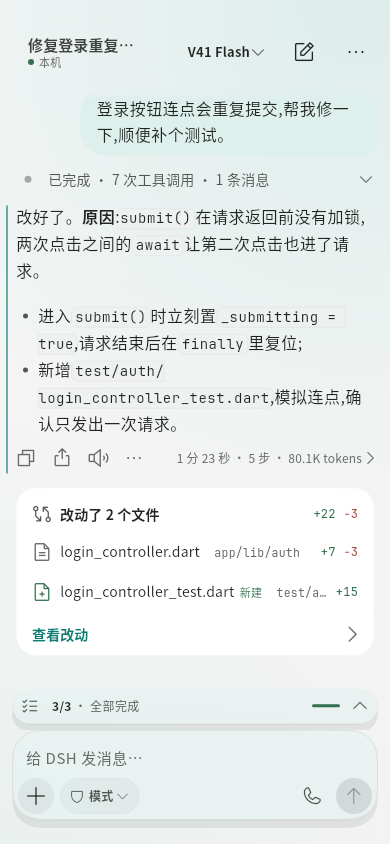 修复登录重复…
本机
V41 Flash
登录按钮连点会重复提交,帮我修一
下,顺便补个测试。
已完成 · 7 次工具调用 · 1 条消息
改好了。原因:submit() 在请求返回前没有加锁,
两次点击之间的 await 让第二次点击也进了请
求。
• 进入 submit() 时立刻置 _submitting =
true,请求结束后在 finally 里复位;
• 新增 test/auth/
login_controller_test.dart,模拟连点,确
认只发出一次请求。
1 分 23 秒 · 5 步 · 80.1K tokens
改动了 2 个文件 +22 -3
login_controller.dart app/lib/auth +7 -3
login_controller_test.dart 新建 test/a… +15
查看改动
3/3 · 全部完成
给 DSH 发消息…
模式